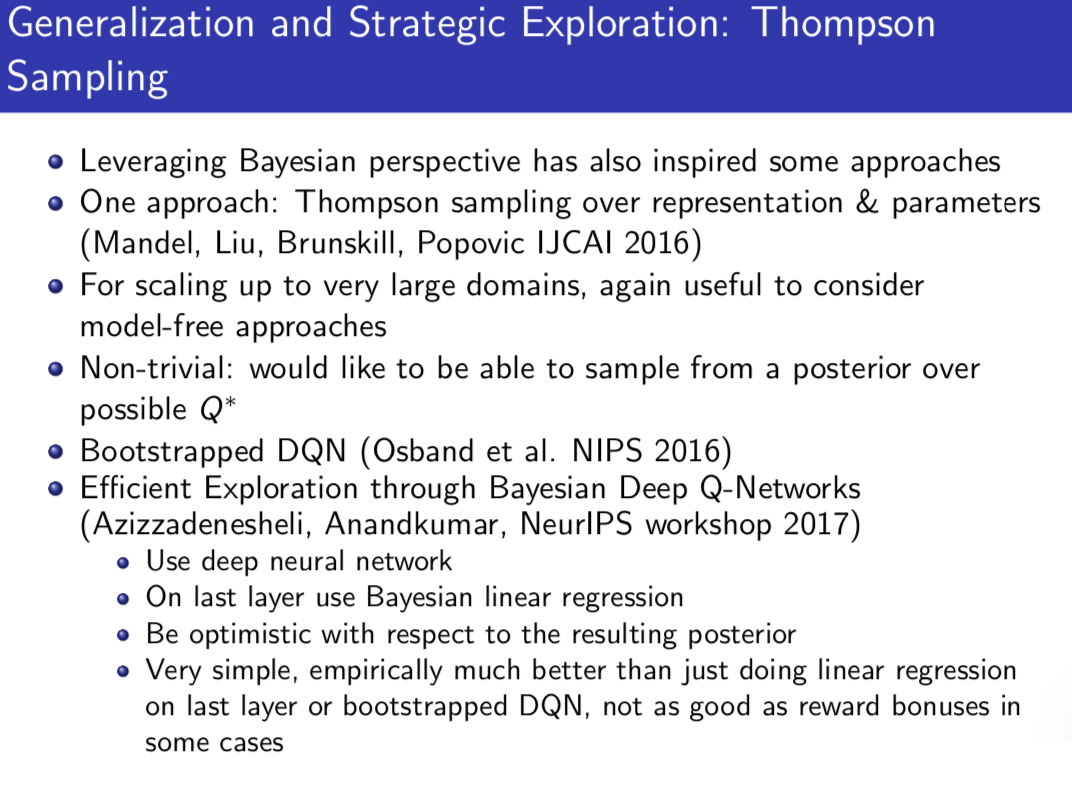 Generalization and Strategic Exploration: Thompson
Sampling
Leveraging Bayesian perspective has also inspired some approaches
One approach: Thompson sampling over representation & parameters
(Mandel, Liu, Brunskill, Popovic IJCAI 2016)
For scaling up to very large domains, again useful to consider
model-free approaches
Non-trivial: would like to be able to sample from a posterior over
possible Q*
Bootstrapped DQN (Osband et al. NIPS 2016)
Efficient Exploration through Bayesian Deep Q-Networks
(Azizzadenesheli, Anandkumar, NeurIPS workshop 2017)
Use deep neural network
On last layer use Bayesian linear regression
Be optimistic with respect to the resulting posterior
Very simple, empirically much better than just doing linear regression
on last layer or bootstrapped DQN, not as good as reward bonuses in
some cases